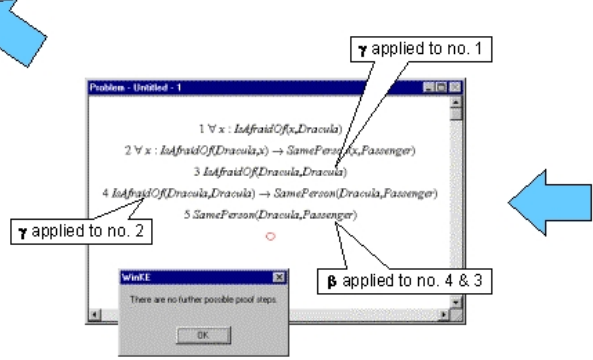 γ applied to no. 1
Problem - Untitled - 1
1 ∀ x : IsAfraidOf(x,Dracula)
2 ∀ x : IsAfraidOf(Dracula,x) → SamePerson(x,Passenger)
3 IsAfraidOf(Dracula,Dracula)
4 IsAfraidOf(Dracula,Dracula) → SamePerson(Dracula,Passenger)
5 SamePerson(Dracula,Passenger)
γ applied to no. 2
β applied to no. 4 & 3
WinKE
There are no further possible proof steps.
OK